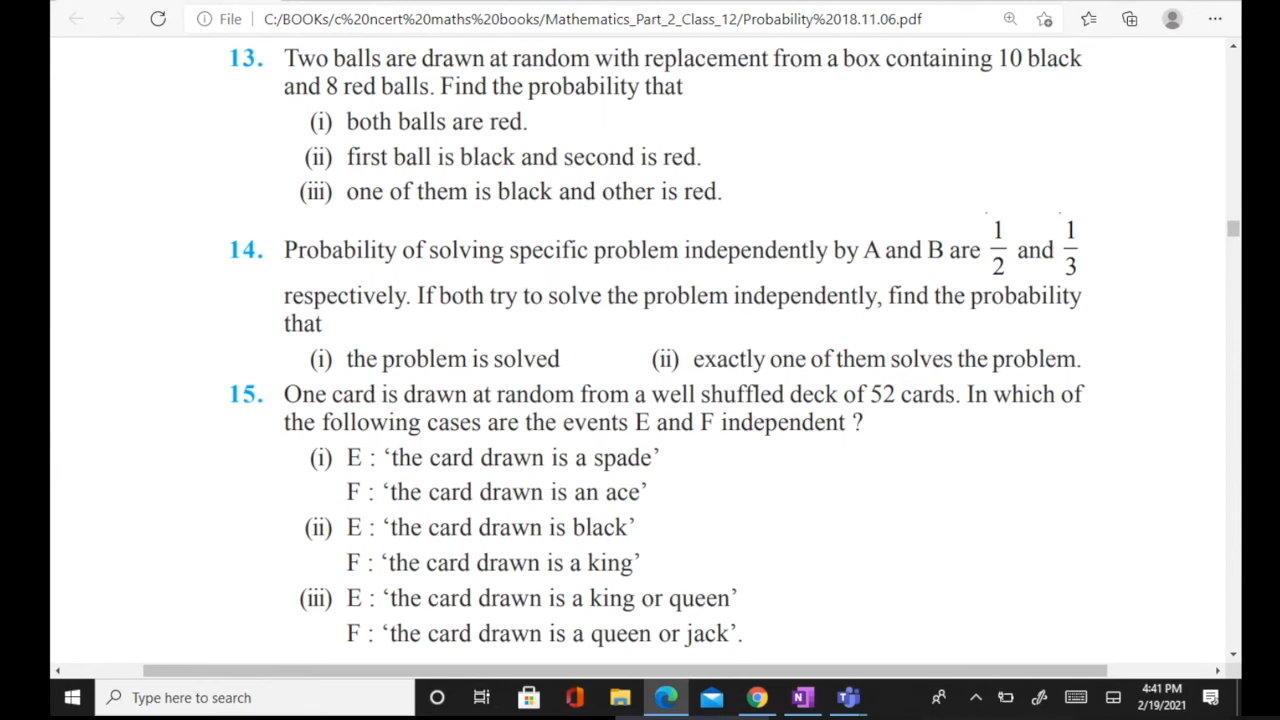 File
C:/BOOKs/c%20ncert%20maths%20books/Mathematics_Part_2_Class_12/Probability%2018.11.06.pdf
13. Two balls are drawn at random with replacement from a box containing 10 black
and 8 red balls. Find the probability that
(i) both balls are red.
(ii) first ball is black and second is red.
(iii) one of them is black and other is red.
14. Probability of solving specific problem independently by A and B are 1/2 and 1/3
respectively. If both try to solve the problem independently, find the probability
that
(i) the problem is solved (ii) exactly one of them solves the problem.
15. One card is drawn at random from a well shuffled deck of 52 cards. In which of
the following cases are the events E and F independent ?
(i) E : ‘the card drawn is a spade’
F : ‘the card drawn is an ace’
(ii) E : ‘the card drawn is black’
F : ‘the card drawn is a king’
(iii) E : ‘the card drawn is a king or queen’
F : ‘the card drawn is a queen or jack’.
Type here to search
4:41 PM
2/19/2021